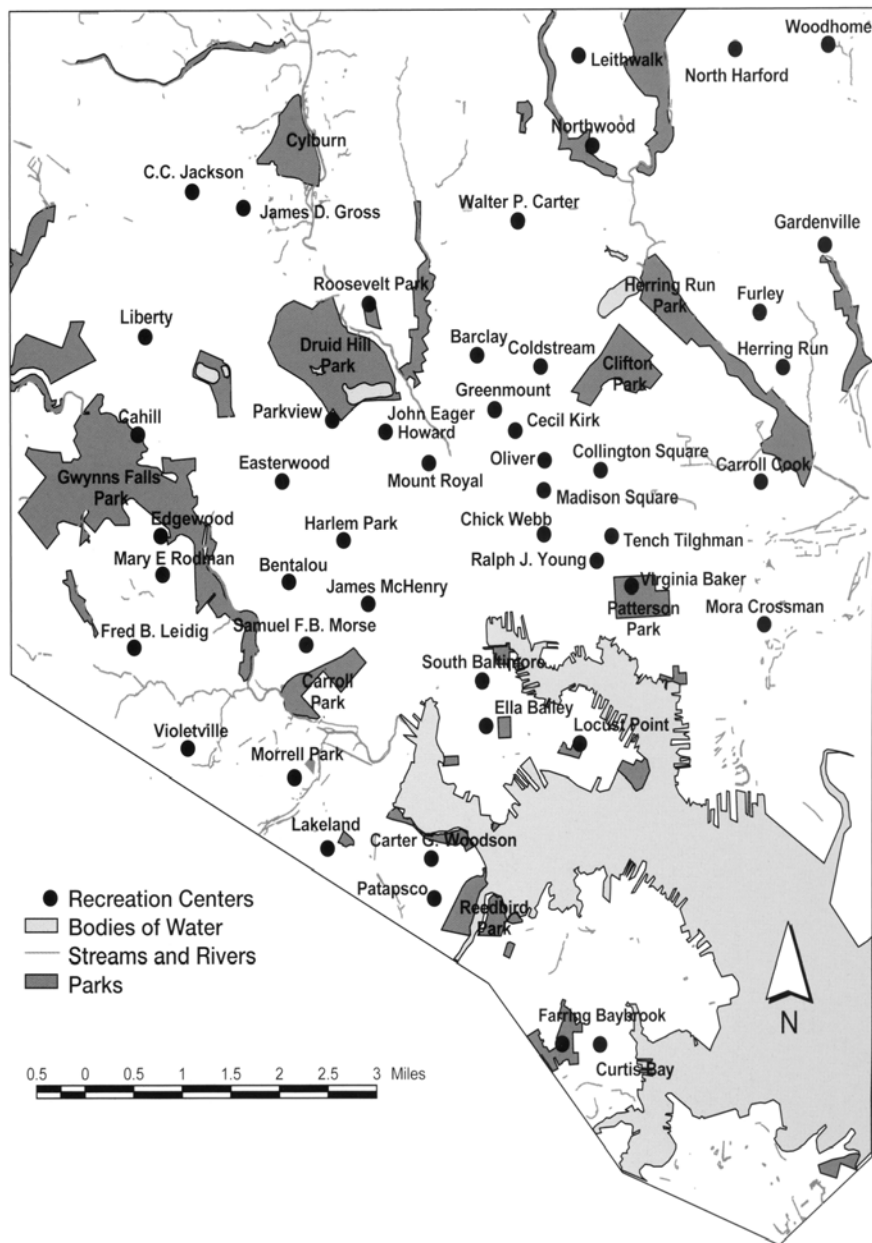 Woodhome
Leithwalk
North Harford
Northwood
Cylburn
C.C. Jackson
James D. Gross
Walter P. Carter
Gardenville
Roosevelt Park
Herring Run
Park
Furley
Liberty
Druid Hill
Park
Barclay
Coldstream
Clifton
Park
Herring Run
Greenmount
Parkview
John Eager
Howard
Cecil Kirk
Cahill
Easterwood
Mount Royal
Oliver
Collington Square
Carroll Cook
Gwynns Falls
Park
Madison Square
Edgewood
Harlem Park
Chick Webb
Tench Tilghman
Mary E Rodman
Bentalou
Ralph J. Young
James McHenry
Virginia Baker
Patterson
Park
Mora Crossman
Fred B. Leidig
Samuel F.B. Morse
South Baltimore
Carroll
Park
Ella Bailey
Locust Point
Violetville
Morrell Park
Lakeland
Carter G. Woodson
Patapsco
Reedbird
Park
Recreation Centers
Bodies of Water
Streams and Rivers
Parks
N
Farring Baybrook
Curtis Bay
0.5 0 0.5 1 1.5 2 2.5 3 Miles